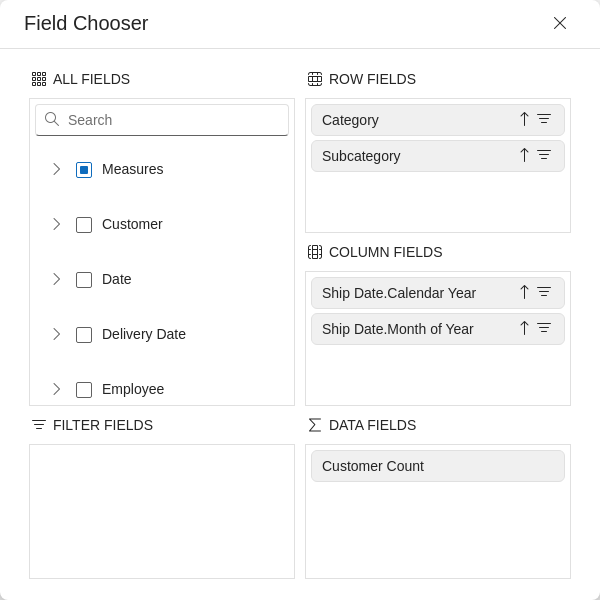 Field Chooser
ALL FIELDS
Search
Measures
Customer
Date
Delivery Date
Employee
ROW FIELDS
Category
Subcategory
COLUMN FIELDS
Ship Date.Calendar Year
Ship Date.Month of Year
FILTER FIELDS
DATA FIELDS
Customer Count